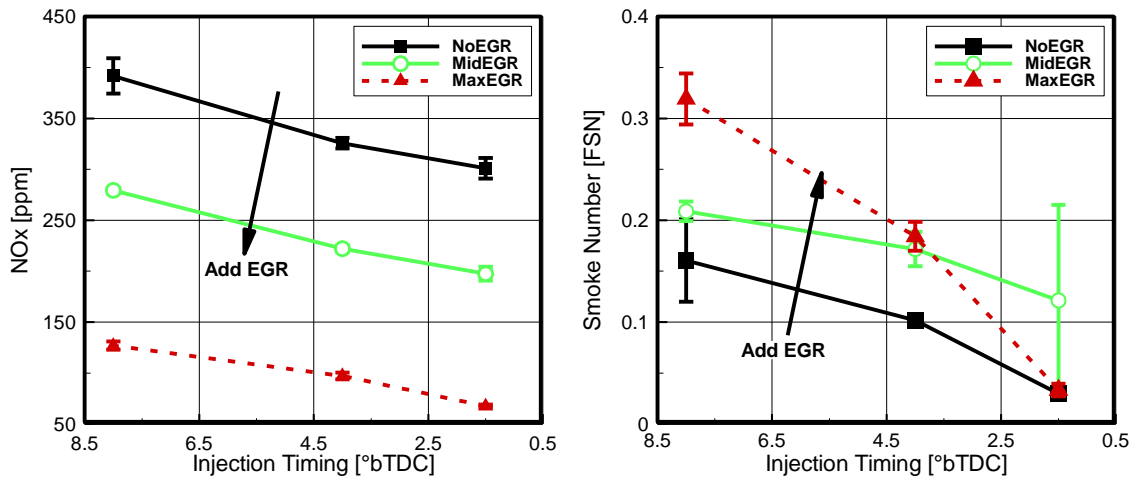 NOx [ppm]
450
350
250
150
50
NoEGR
MidEGR
MaxEGR
Add EGR
8.5
6.5
4.5
2.5
0.5
Injection Timing [°bTDC]
Smoke Number [FSN]
0.4
0.3
0.2
0.1
0
NoEGR
MidEGR
MaxEGR
Add EGR
8.5
6.5
4.5
2.5
0.5
Injection Timing [°bTDC]